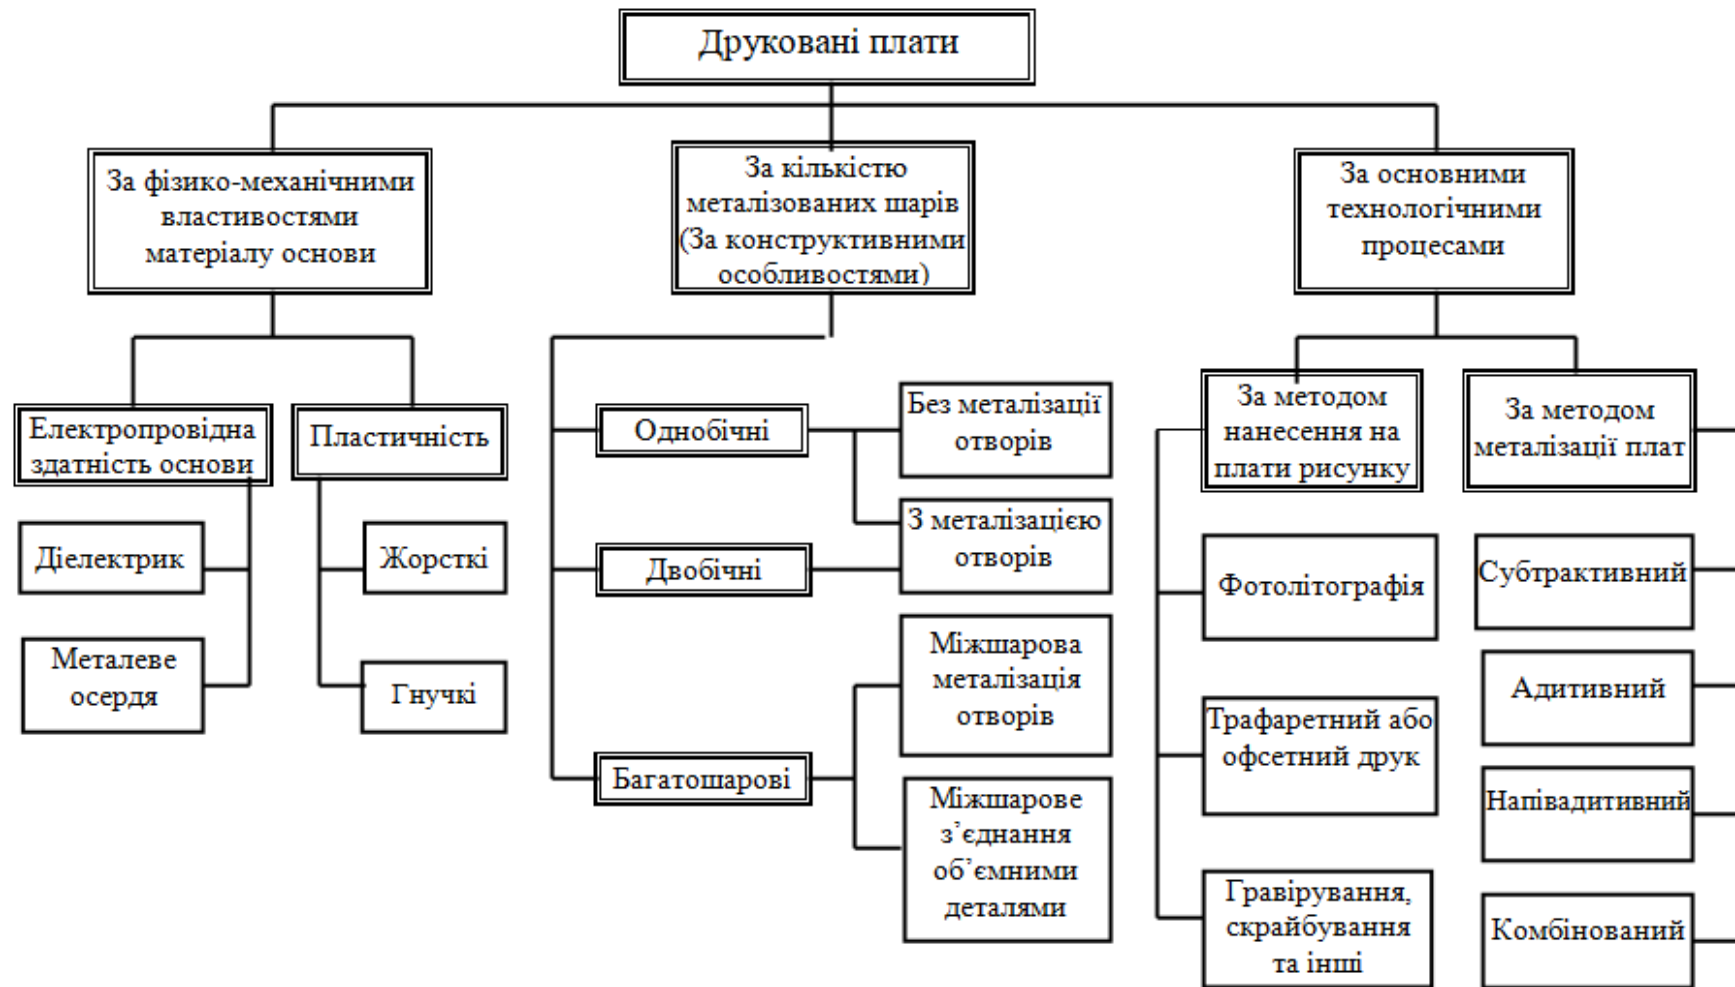 Друковані плати
За фізико-механічними
властивостями
матеріалу основи
За кількістю
металізованих шарів
(За конструктивними
особливостями)
За основними
технологічними
процесами
Електропровідна
здатність основи
Пластичність
Діелектрик
Металеве
осердя
Жорсткі
Гнучкі
Однобічні
Двобічні
Багатошарові
Без металізації
отворів
З металізацією
отворів
Міжшарова
металізація
отворів
Міжшарове
з’єднання
об’ємними
деталями
За методом
нанесення на
плати рисунку
Фотолітографія
Трафаретний або
офсетний друк
Гравірування,
скрайбування
та інші
За методом
металізації плат
Субтрактивний
Адитивний
Напівадитивний
Комбінований